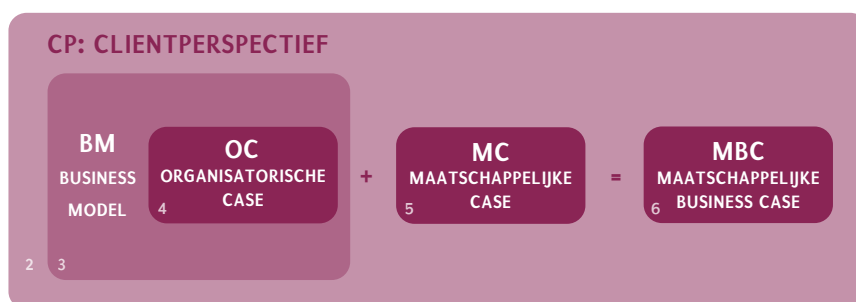 CP: CLIENTPERSPECTIEF
BM
BUSINESS
MODEL
OC
ORGANISATORISCHE
CASE
4
+
MC
MAATSCHAPPELIJKE
CASE
5
=
MBC
MAATSCHAPPELIJKE
BUSINESS CASE
6
2
3